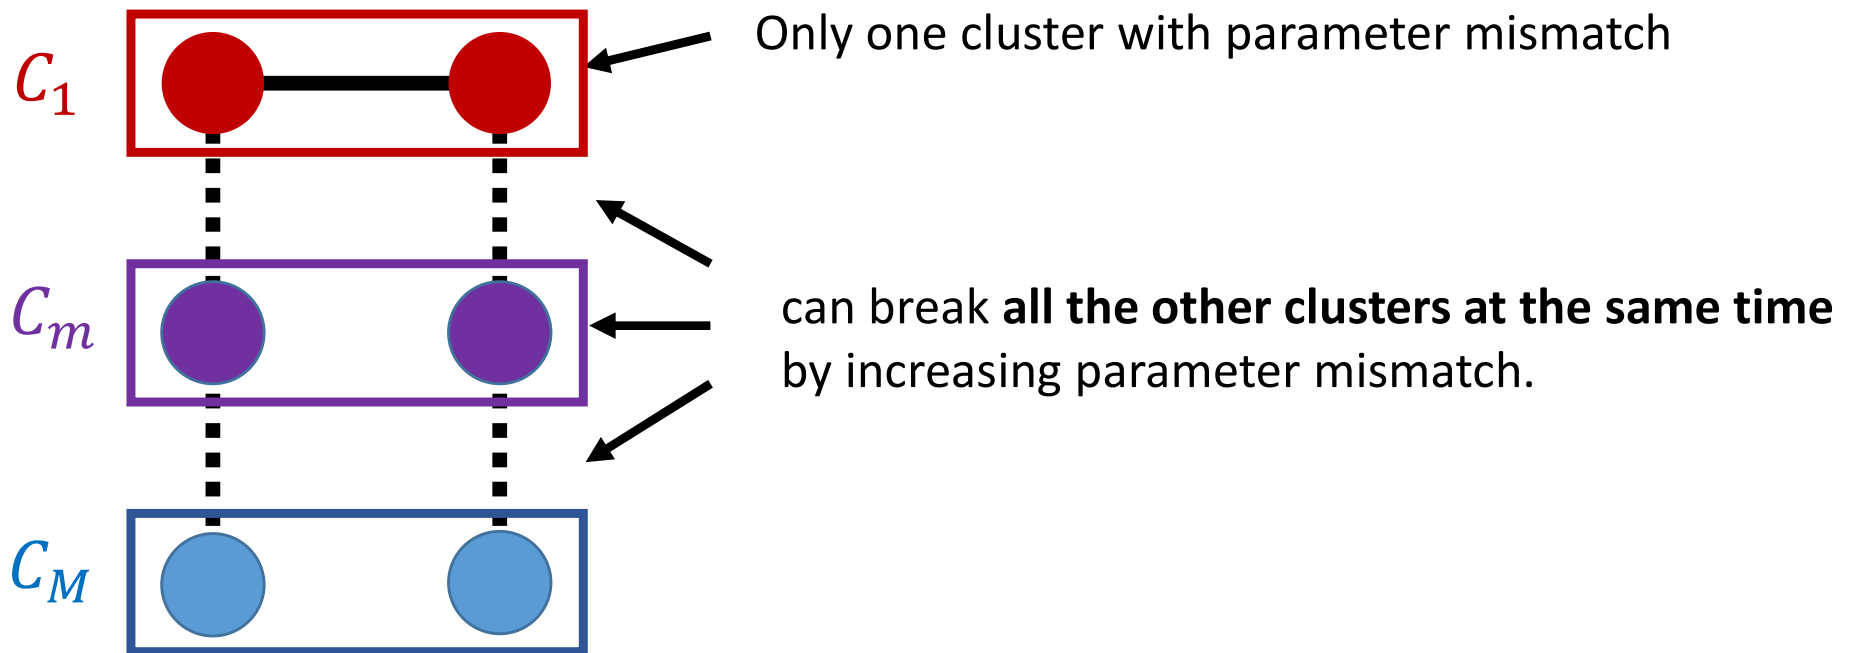 C₁
Only one cluster with parameter mismatch
Cₘ
can break all the other clusters at the same time
by increasing parameter mismatch.
C_M